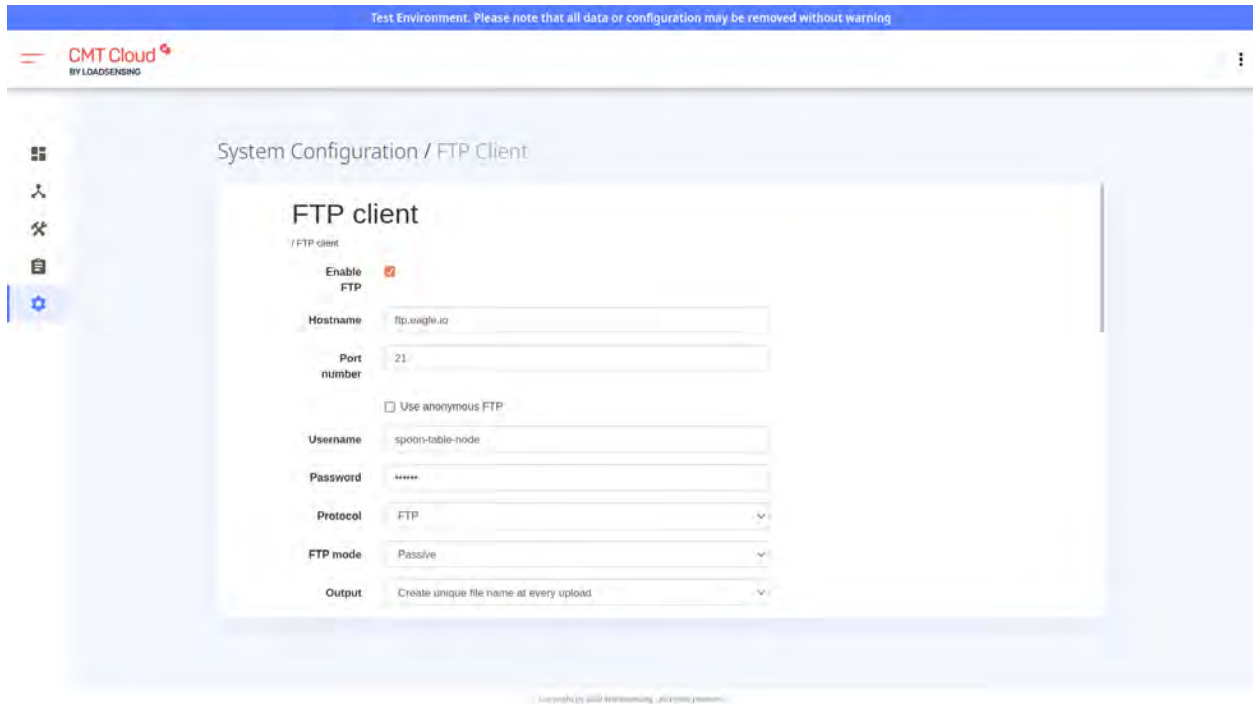 Test Environment. Please note that all data or configuration may be removed without warning
CMT Cloud
BY LOADSENSING
System Configuration / FTP Client
FTP client
/ FTP client
Enable
FTP
Hostname
ftp.eagle.io
Port
number
21
Use anonymous FTP
Username
spoon-table-node
Password
••••••
Protocol
FTP
FTP mode
Passive
Output
Create unique file name at every upload